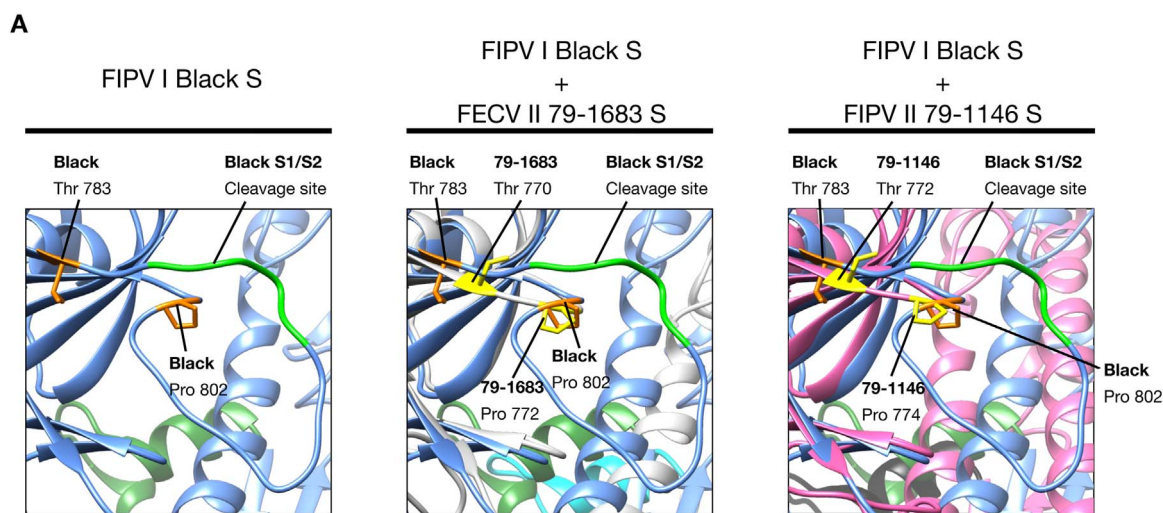 A
FIPV I Black S
FIPV I Black S
+
FECV II 79-1683 S
FIPV I Black S
+
FIPV II 79-1146 S
Black
Thr 783
Black S1/S2
Cleavage site
Black
Pro 802
Black
Thr 783
79-1683
Thr 770
Black S1/S2
Cleavage site
Black
Pro 802
79-1683
Pro 772
Black
Thr 783
79-1146
Thr 772
Black S1/S2
Cleavage site
79-1146
Pro 774
Black
Pro 802